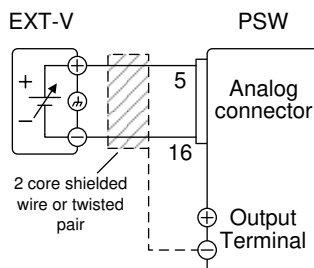 EXT-V
PSW
+
−
+
−
5
16
Analog
connector
2 core shielded
wire or twisted
pair
+
−
Output
Terminal